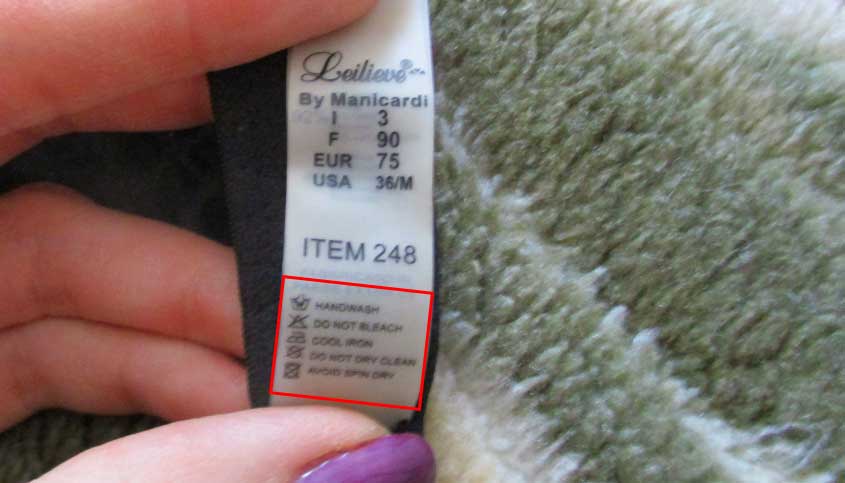 Leilieve
By Manicardi
I 3
F 90
EUR 75
USA 36/M
ITEM 248
HANDWASH
DO NOT BLEACH
COOL IRON
DO NOT DRY CLEAN
AVOID SPIN DRY